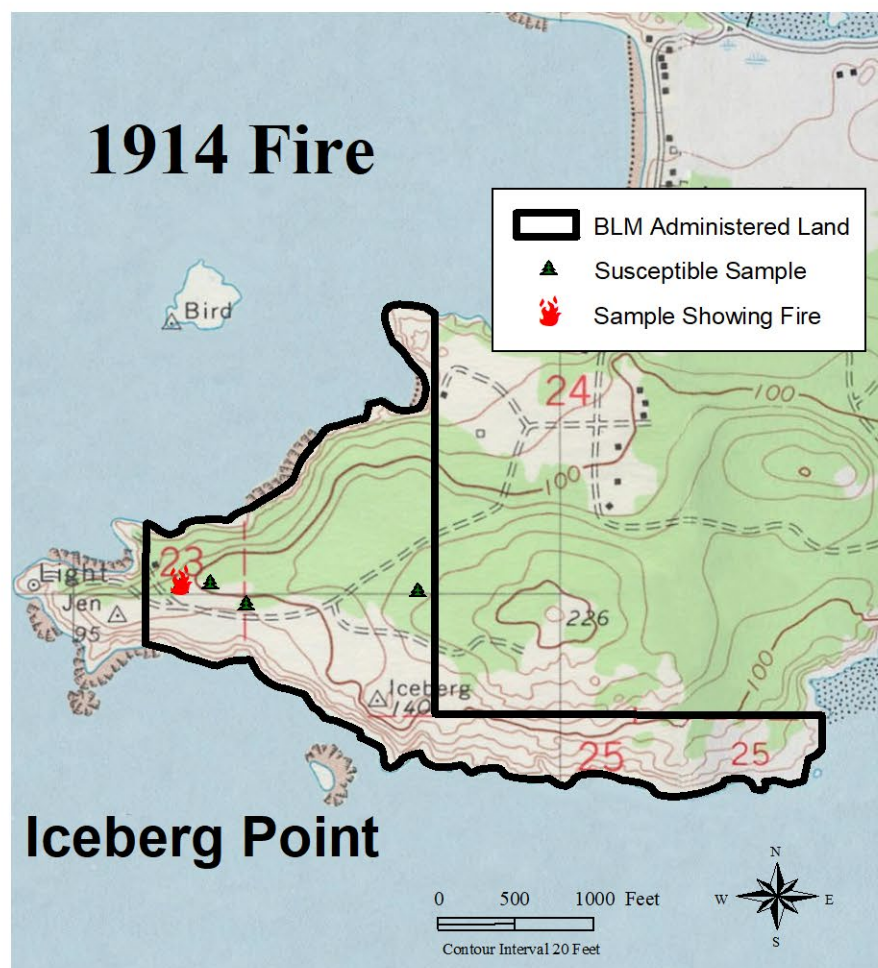 1914 Fire
BLM Administered Land
Susceptible Sample
Sample Showing Fire
Bird
24
100
100
23
Light
Jen
95
226
100
Iceberg
140
25
25
Iceberg Point
N
W
E
S
0 500 1000 Feet
Contour Interval 20 Feet